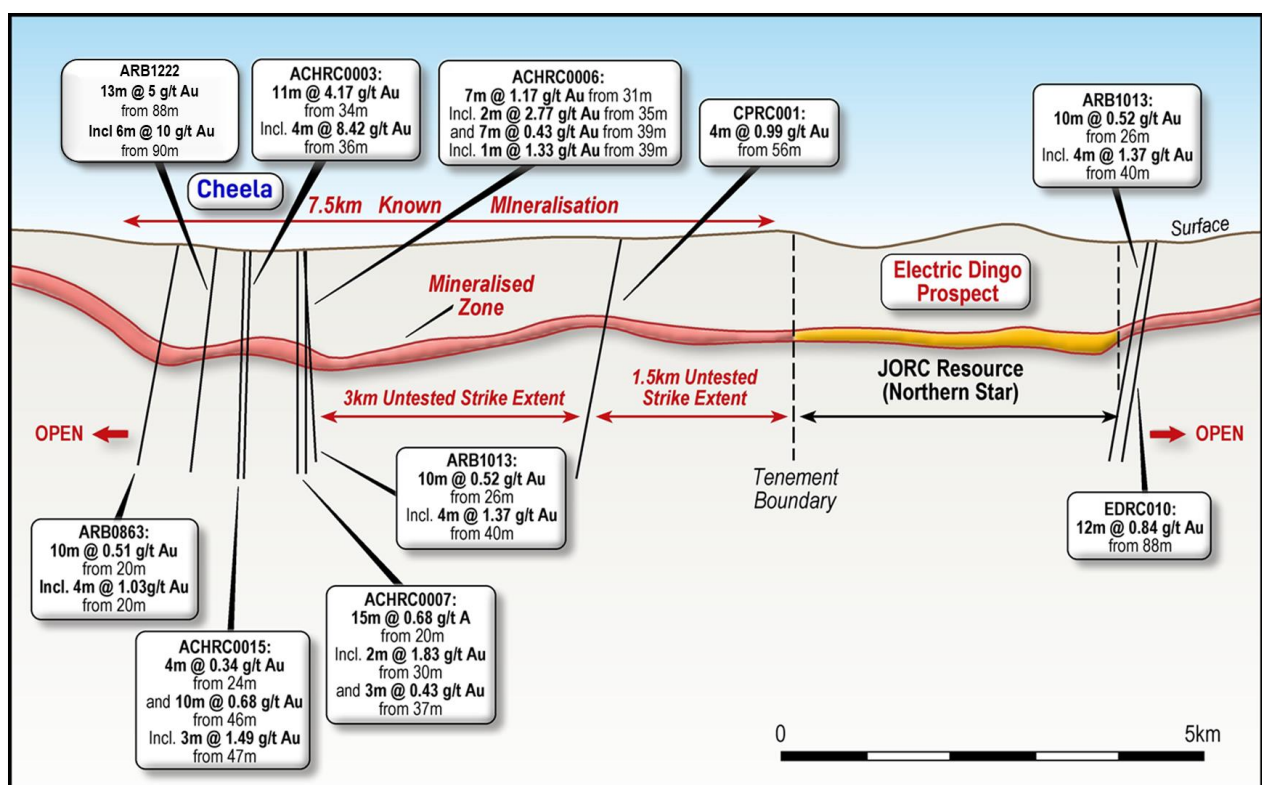 ARB1222
13m @ 5 g/t Au
from 88m
Incl 6m @ 10 g/t Au
from 90m
ACHRC0003:
11m @ 4.17 g/t Au
from 34m
Incl. 4m @ 8.42 g/t Au
from 36m
ACHRC0006:
7m @ 1.17 g/t Au from 31m
Incl. 2m @ 2.77 g/t Au from 35m
and 7m @ 0.43 g/t Au from 39m
Incl. 1m @ 1.33 g/t Au from 39m
CPRC001:
4m @ 0.99 g/t Au
from 56m
ARB1013:
10m @ 0.52 g/t Au
from 26m
Incl. 4m @ 1.37 g/t Au
from 40m
Cheela
7.5km Known MIneralisation
Surface
Mineralised
Zone
Electric Dingo
Prospect
JORC Resource
(Northern Star)
3km Untested Strike Extent
1.5km Untested
Strike Extent
OPEN
OPEN
Tenement
Boundary
ARB1013:
10m @ 0.52 g/t Au
from 26m
Incl. 4m @ 1.37 g/t Au
from 40m
EDRC010:
12m @ 0.84 g/t Au
from 88m
ARB0863:
10m @ 0.51 g/t Au
from 20m
Incl. 4m @ 1.03g/t Au
from 20m
ACHRC0007:
15m @ 0.68 g/t A
from 20m
Incl. 2m @ 1.83 g/t Au
from 30m
and 3m @ 0.43 g/t Au
from 37m
ACHRC0015:
4m @ 0.34 g/t Au
from 24m
and 10m @ 0.68 g/t Au
from 46m
Incl. 3m @ 1.49 g/t Au
from 47m
0 5km